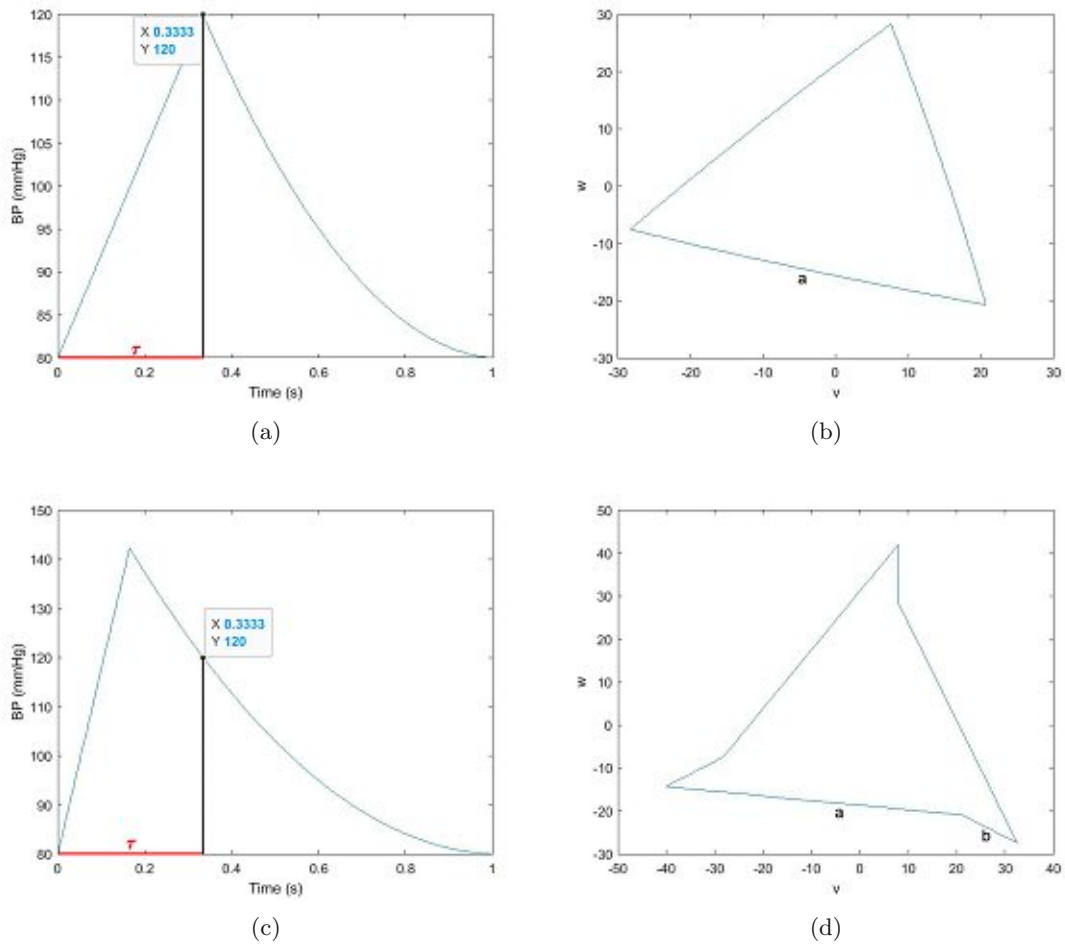 120
115
110
105
100
95
90
85
80
BP (mmHg)
X 0.3333
Y 120
τ
0 0.2 0.4 0.6 0.8 1
Time (s)
(a)
30
20
10
0
-10
-20
-30
w
a
-30 -20 -10 0 10 20 30
v
(b)
150
140
130
120
110
100
90
80
BP (mmHg)
X 0.3333
Y 120
τ
0 0.2 0.4 0.6 0.8 1
Time (s)
(c)
50
40
30
20
10
0
-10
-20
-30
w
a
b
-50 -40 -30 -20 -10 0 10 20 30 40
v
(d)